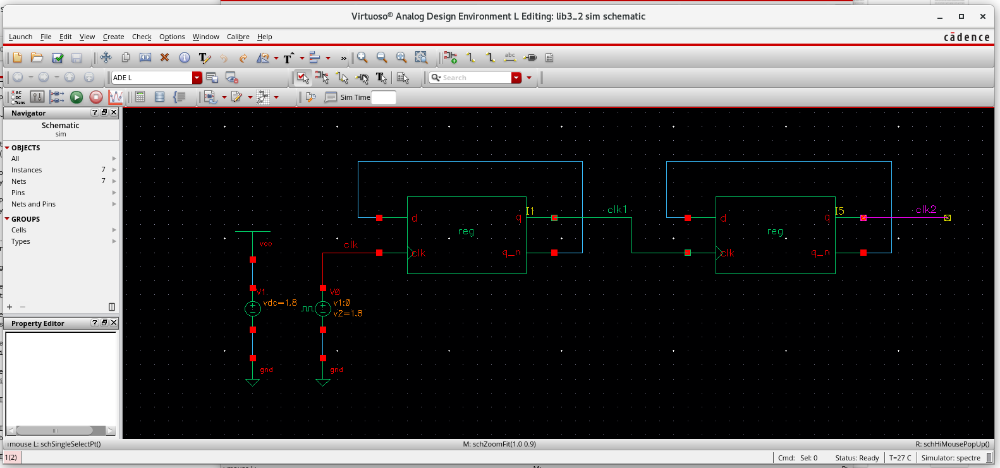 Virtuoso® Analog Design Environment L Editing: lib3_2 sim schematic
Launch File Edit View Create Check Options Window Calibre Help
cādence
T T » abc
ADE L
T
Search
AC
DC
Trans
Sim Time
Navigator
Schematic
sim
OBJECTS
All
Instances 7
Nets 7
Pins
Nets and Pins
GROUPS
Cells
Types
Property Editor
I1 clk1 I5 clk2
d q d q
reg reg
vcc clk clk q_n clk q_n
V1 V0
vdc=1.8 v1:0
v2=1.8
gnd gnd
mouse L: schSingleSelectPt() M: schZoomFit(1.0 0.9) R: schHiMousePopUp()
1(2) Cmd: Sel: 0 Status: Ready T=27 C Simulator: spectre